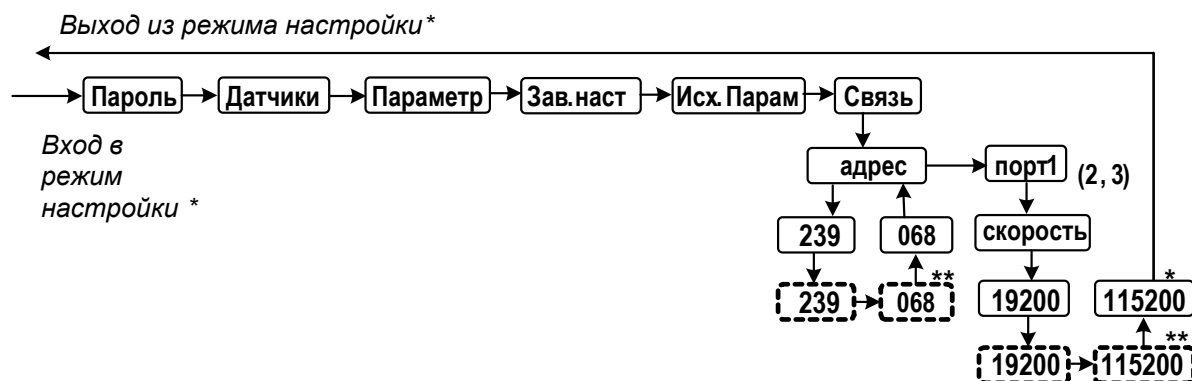 Выход из режима настройки*
Пароль Датчики Параметр Зав.наст Исх.Парам Связь
Вход в
режим
настройки *
адрес порт1 (2, 3)
239 068 скорость
239 068 ** 19200 115200 *
19200 115200 **